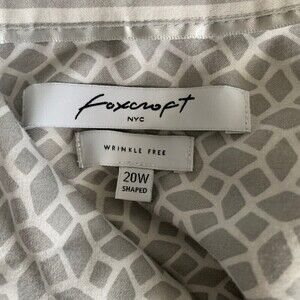 Foxcroft
NYC
WRINKLE FREE
20W
SHAPED